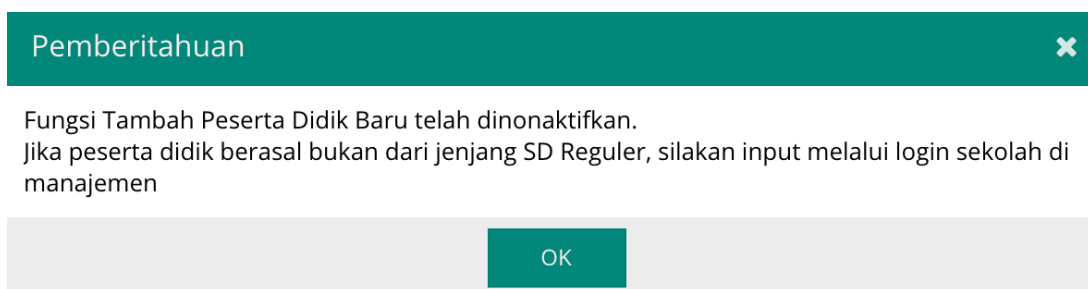 Pemberitahuan
Fungsi Tambah Peserta Didik Baru telah dinonaktifkan.
Jika peserta didik berasal bukan dari jenjang SD Reguler, silakan input melalui login sekolah di
manajemen
OK